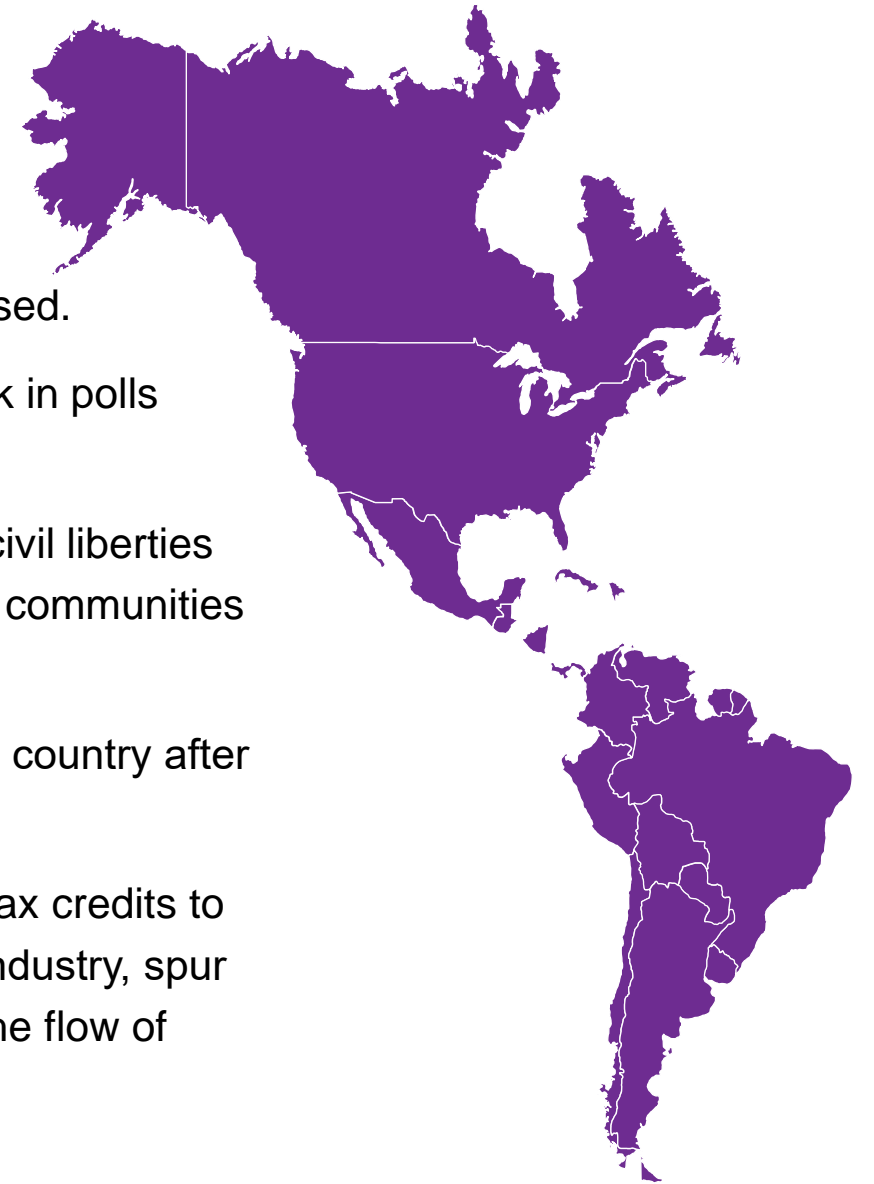 sed.
k in polls
civil liberties
communities
country after
ax credits to
ndustry, spur
he flow of